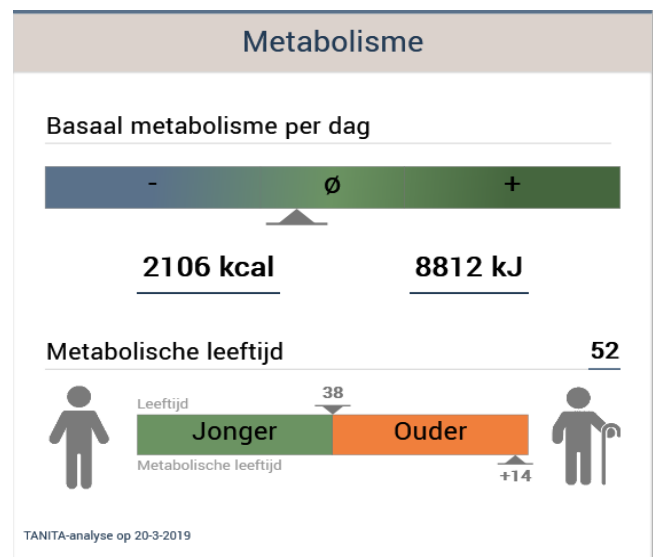 Metabolisme
Basaal metabolisme per dag
- ø +
2106 kcal 8812 kJ
Metabolische leeftijd 52
38
Leeftijd
Jonger Ouder
Metabolische leeftijd
+14
TANITA-analyse op 20-3-2019